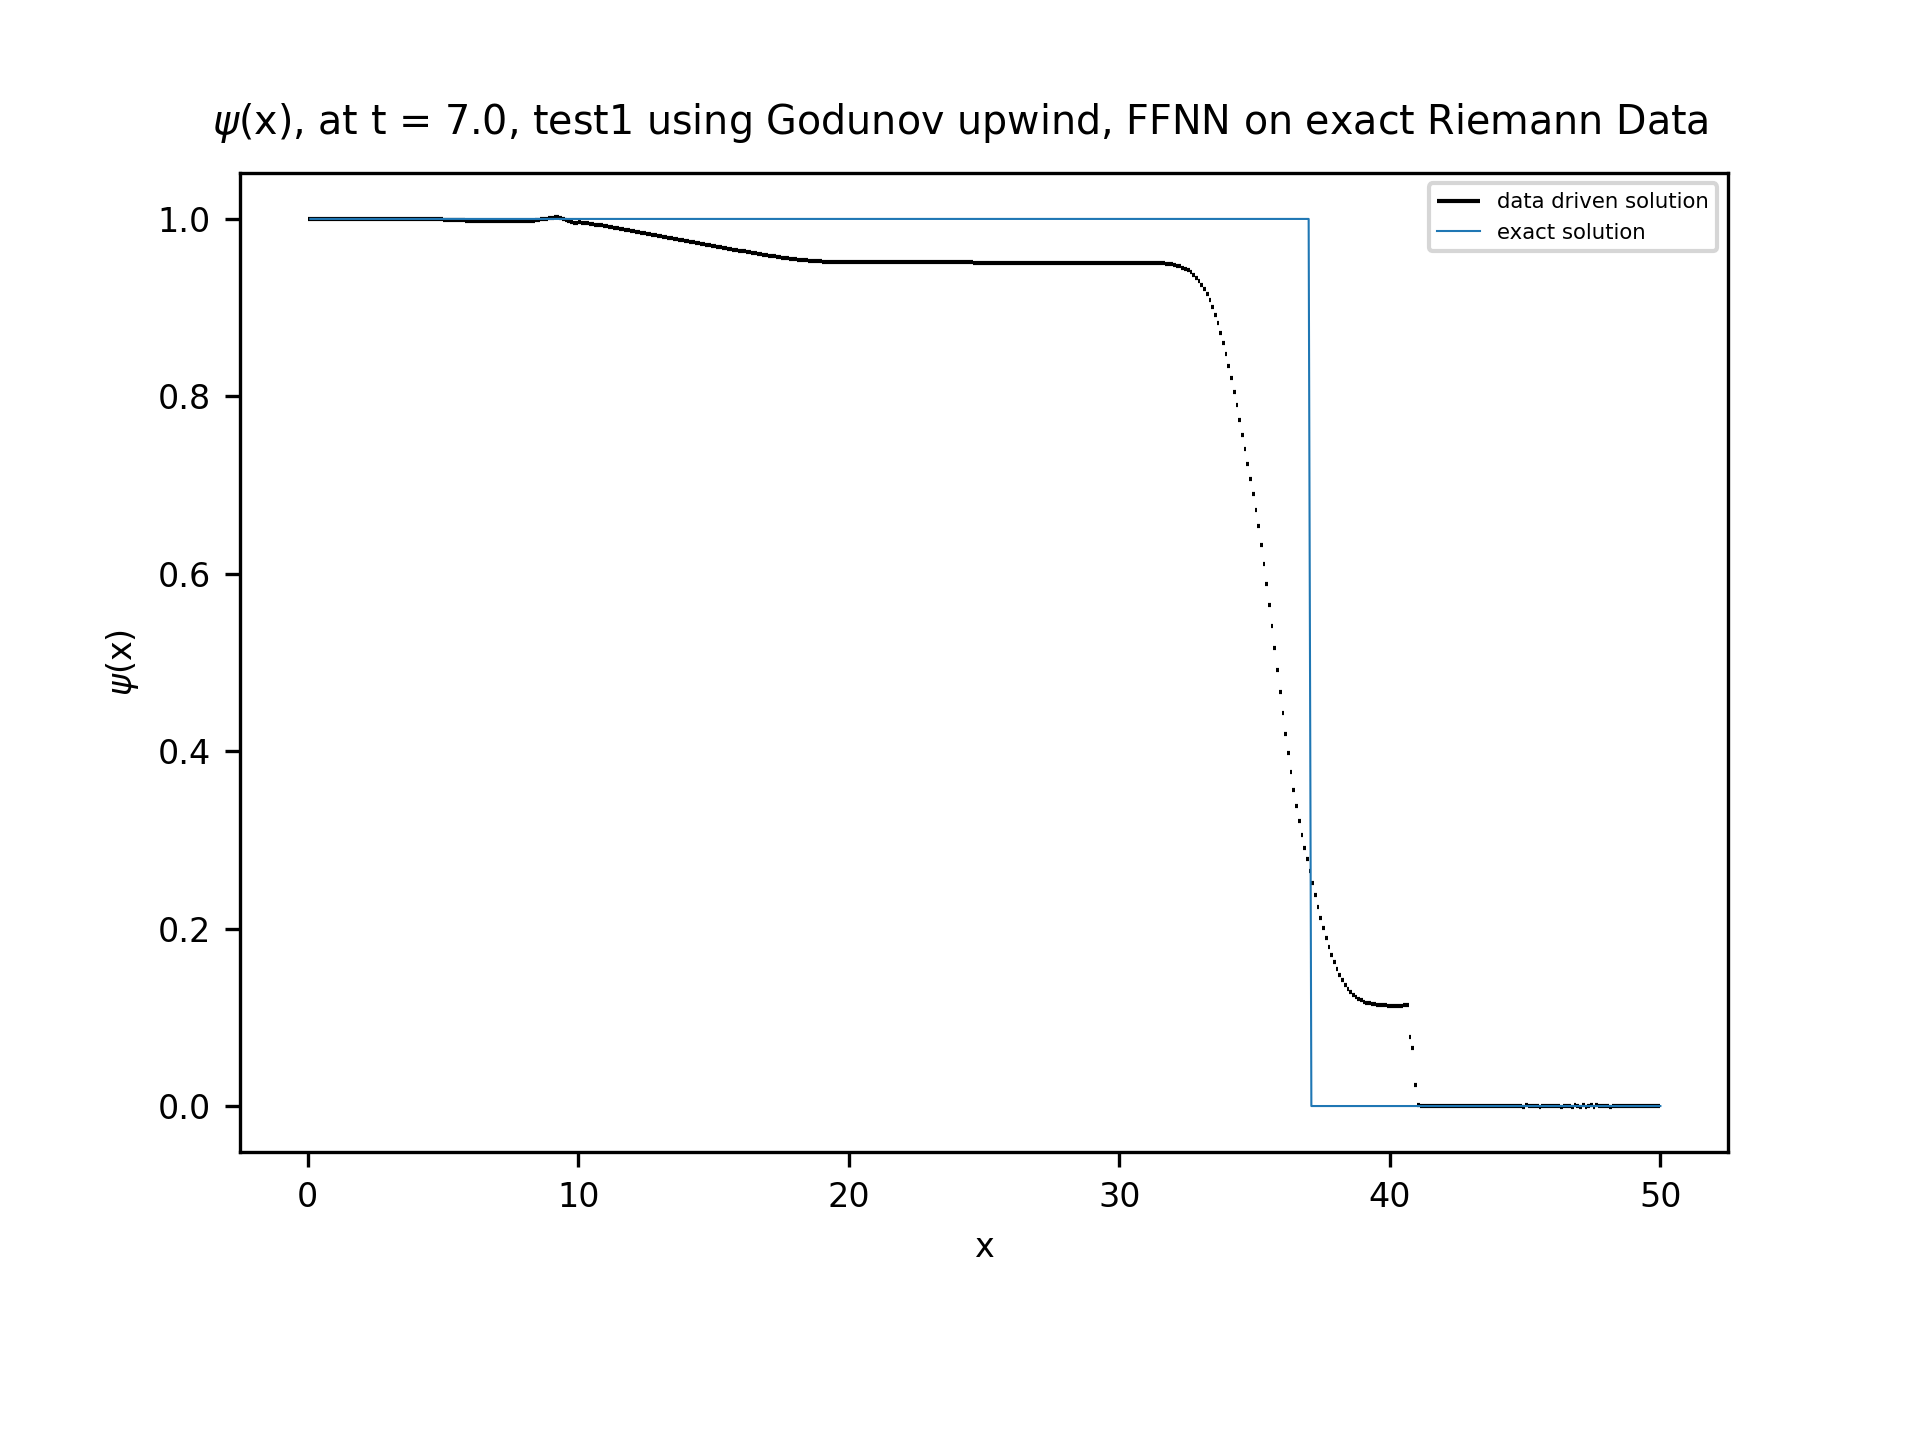 ψ(x), at t = 7.0, test1 using Godunov upwind, FFNN on exact Riemann Data
data driven solution
exact solution
1.0
0.8
0.6
0.4
0.2
0.0
ψ(x)
0 10 20 30 40 50
x